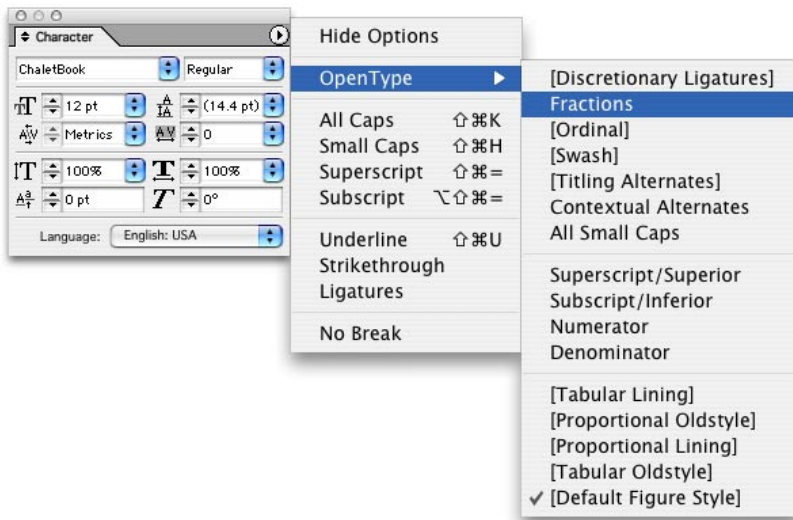 Character
ChaletBook Regular
12 pt (14.4 pt)
Metrics 0
100% 100%
0 pt 0°
Language: English: USA
Hide Options
OpenType
All Caps ⇧⌘K
Small Caps ⇧⌘H
Superscript ⇧⌘=
Subscript ⌥⇧⌘=
Underline ⇧⌘U
Strikethrough
Ligatures
No Break
[Discretionary Ligatures]
Fractions
[Ordinal]
[Swash]
[Titling Alternates]
Contextual Alternates
All Small Caps
Superscript/Superior
Subscript/Inferior
Numerator
Denominator
[Tabular Lining]
[Proportional Oldstyle]
[Proportional Lining]
[Tabular Oldstyle]
✓ [Default Figure Style]